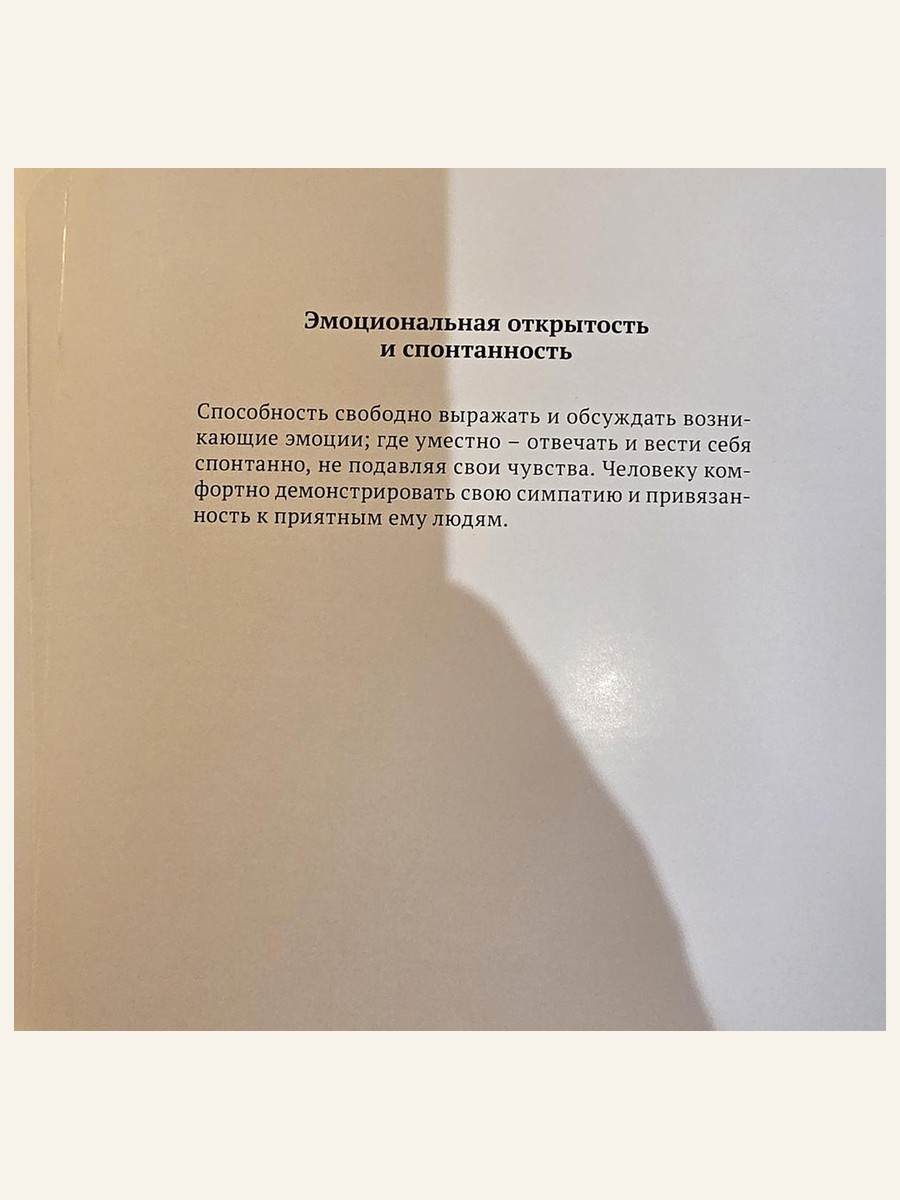 Эмоциональная открытость
и спонтанность
Способность свободно выражать и обсуждать возни-
кающие эмоции; где уместно – отвечать и вести себя
спонтанно, не подавляя свои чувства. Человеку ком-
фортно демонстрировать свою симпатию и привязан-
ность к приятным ему людям.